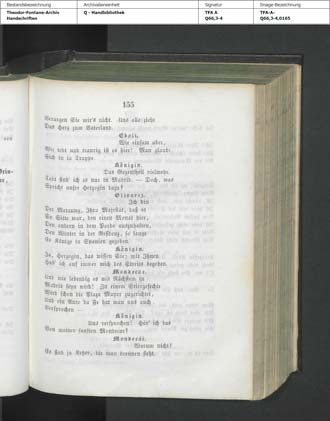 Bestandsbezeichnung
Archivalieneinheit
Signatur
Image-Bezeichnung
Theodor-Fontane-Archiv
Handschriften
Q - Handbibliothek
TFA A
Q66,3-4
TFA-A-
Q66,3-4,0165
155
Verargen Sie mir's nicht. Uns alle zieht
Das Herz zum Vaterland.
Eboli.
Wie einsam aber,
Wie todt und traurig ist es hier! Man glaubt
Sich in la Trappe.
Königin.
Das Gegentheil vielmehr.
Todt find' ich es nur in Madrid. — Doch, was
Spricht unsre Herzogin dazu?
Olivarez.
Ich bin
Der Meinung, Ihro Majestät, daß es
So Sitte war, den einen Monat hier,
Den andern in dem Pardo auszuhalten,
Den Winter in der Residenz, so lange
Es Könige in Spanien gegeben.
Königin.
Ja, Herzogin, das wissen Sie; mit Ihnen
Hab' ich auf immer mich des Streits begeben.
Mondecar.
Und wie lebendig es mit Nächstem in
Madrid seyn wird! Zu einem Stiergefechte
Wird schon die Plaza Mayor zugerichtet,
Und ein Auto da Fe hat man uns auch
Versprochen —
Königin.
Uns versprochen! Hör' ich das
Von meiner sanften Mondecar?
Mondecar.
Warum nicht?
Es sind ja Ketzer, die man brennen sieht.